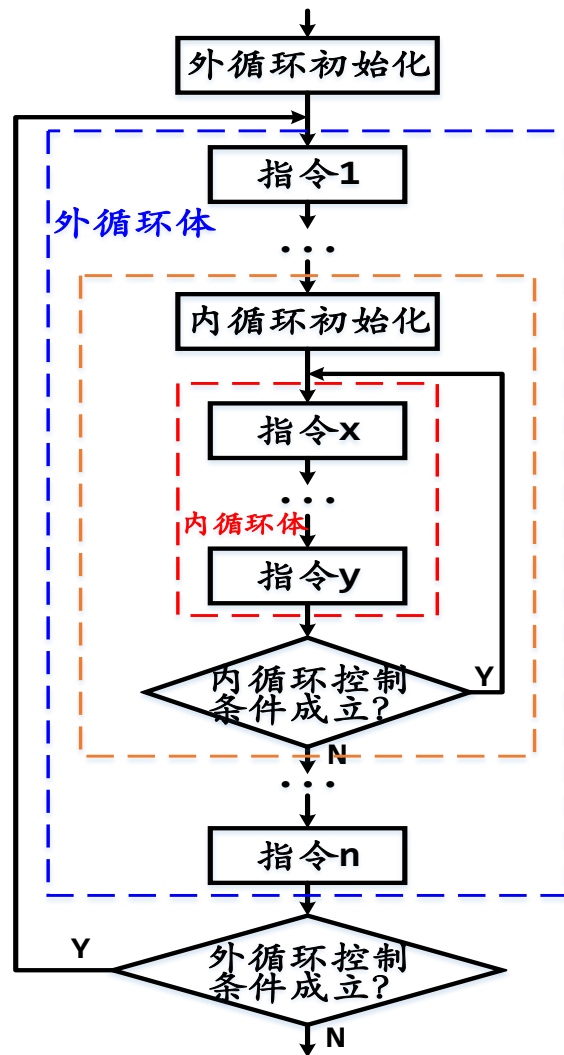 外循环初始化
指令1
外循环体
...
内循环初始化
指令x
...
内循环体
指令y
内循环控制
条件成立?
Y
N
...
指令n
Y
外循环控制
条件成立?
N